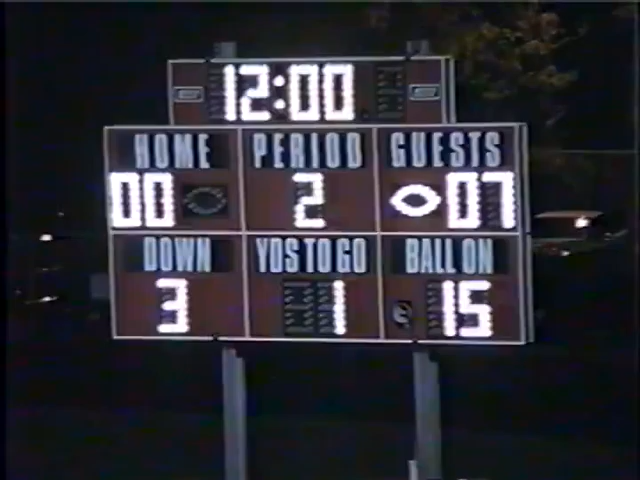 12:00
HOME PERIOD GUESTS
00 2 07
DOWN YDS TO GO BALL ON
3 1 15